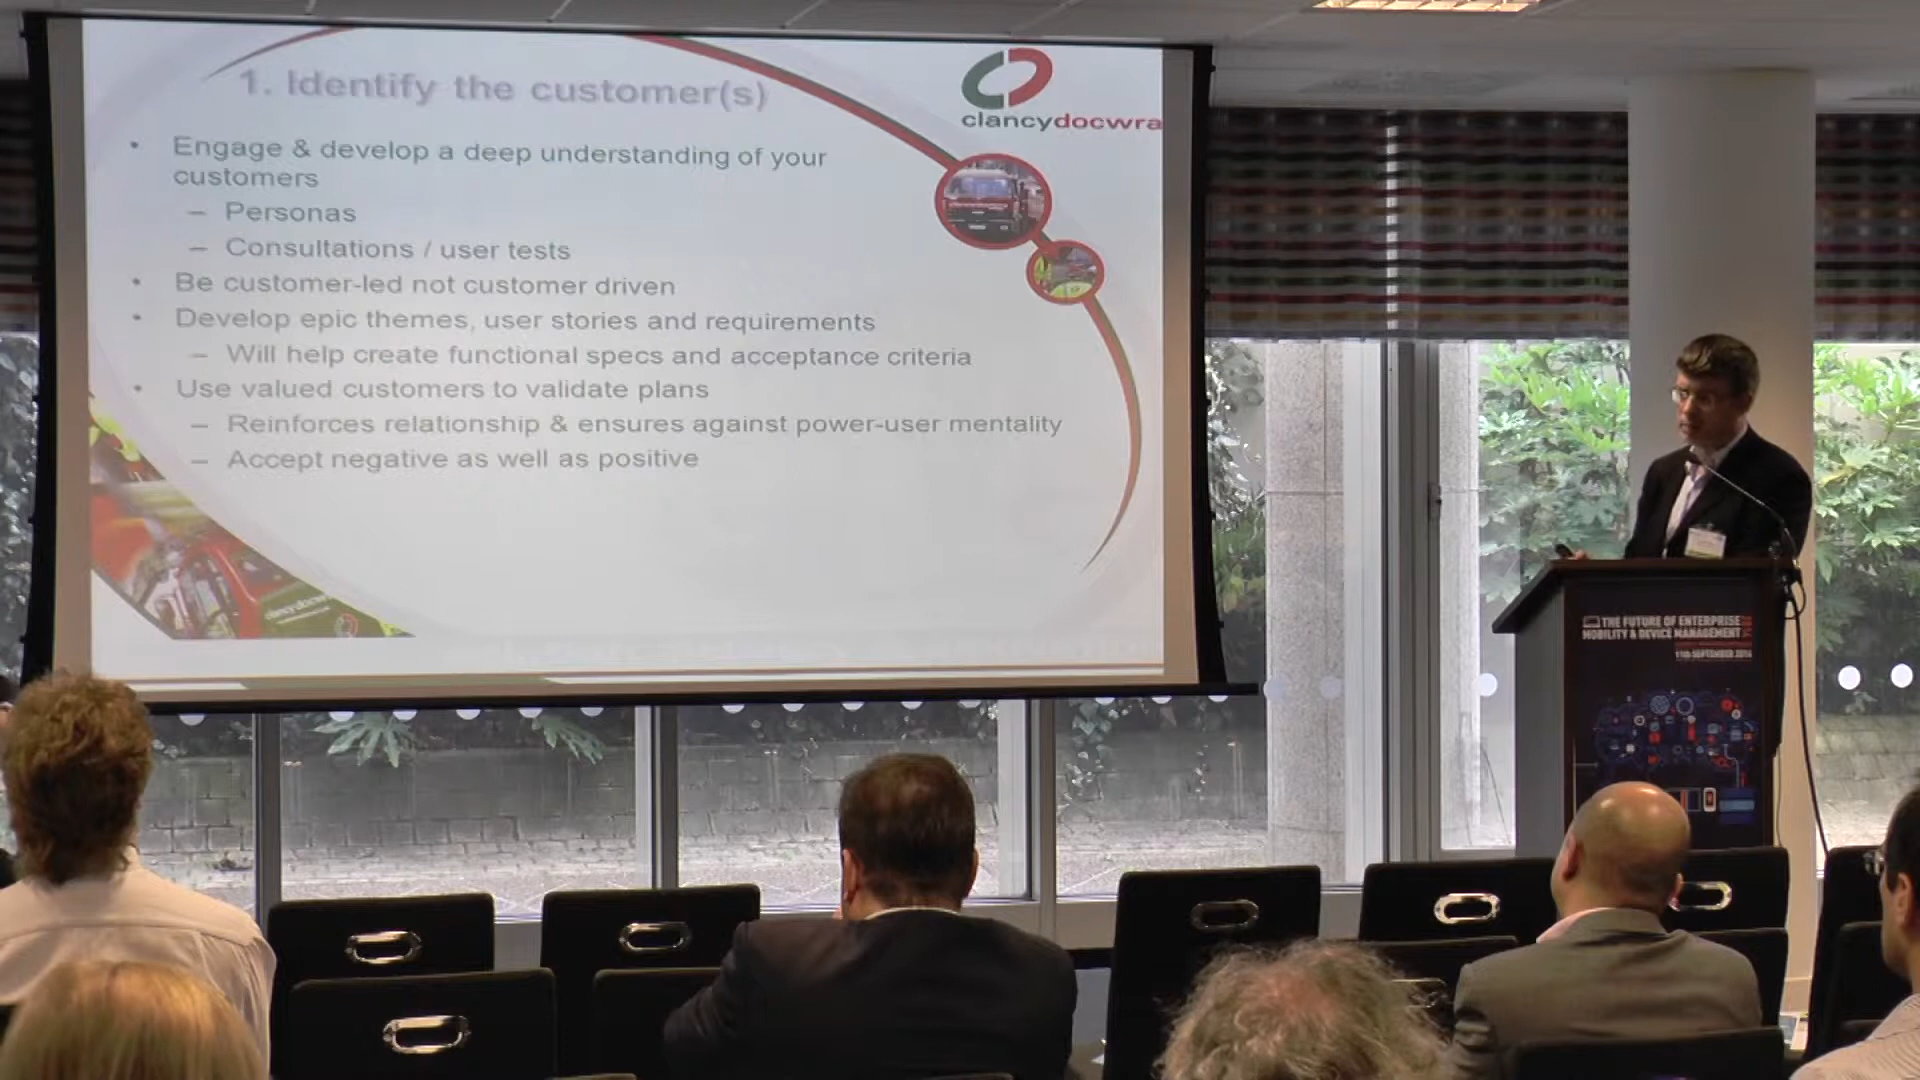 1. Identify the customer(s)
clancydocwra
• Engage & develop a deep understanding of your
customers
– Personas
– Consultations / user tests
• Be customer-led not customer driven
• Develop epic themes, user stories and requirements
– Will help create functional specs and acceptance criteria
• Use valued customers to validate plans
– Reinforces relationship & ensures against power-user mentality
– Accept negative as well as positive
clancydocwra
THE FUTURE OF ENTERPRISE
MOBILITY & DEVICE MANAGEMENT
11th SEPTEMBER 2014